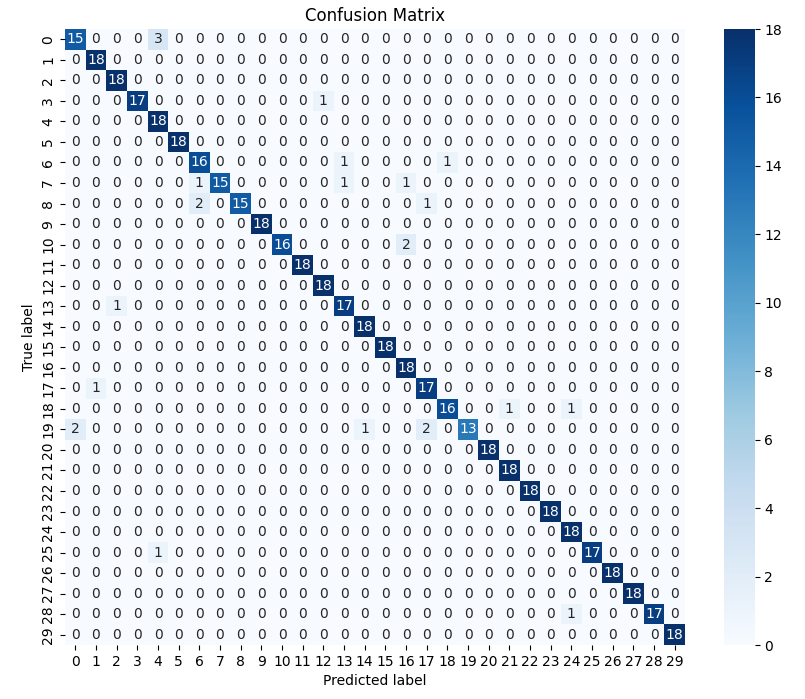 Confusion Matrix
0 15 0 0 0 3 0 0 0 0 0 0 0 0 0 0 0 0 0 0 0 0 0 0 0 0 0 0 0 0 0
1 0 18 0 0 0 0 0 0 0 0 0 0 0 0 0 0 0 0 0 0 0 0 0 0 0 0 0 0 0 0
2 0 0 18 0 0 0 0 0 0 0 0 0 0 0 0 0 0 0 0 0 0 0 0 0 0 0 0 0 0 0
3 0 0 0 17 0 0 0 0 0 0 0 0 1 0 0 0 0 0 0 0 0 0 0 0 0 0 0 0 0 0
4 0 0 0 0 18 0 0 0 0 0 0 0 0 0 0 0 0 0 0 0 0 0 0 0 0 0 0 0 0 0
5 0 0 0 0 0 18 0 0 0 0 0 0 0 0 0 0 0 0 0 0 0 0 0 0 0 0 0 0 0 0
6 0 0 0 0 0 0 16 0 0 0 0 0 0 1 0 0 0 0 1 0 0 0 0 0 0 0 0 0 0 0
7 0 0 0 0 0 0 1 15 0 0 0 0 0 1 0 0 1 0 0 0 0 0 0 0 0 0 0 0 0 0
8 0 0 0 0 0 0 2 0 15 0 0 0 0 0 0 0 0 1 0 0 0 0 0 0 0 0 0 0 0 0
9 0 0 0 0 0 0 0 0 0 18 0 0 0 0 0 0 0 0 0 0 0 0 0 0 0 0 0 0 0 0
10 0 0 0 0 0 0 0 0 0 0 16 0 0 0 0 0 2 0 0 0 0 0 0 0 0 0 0 0 0 0
11 0 0 0 0 0 0 0 0 0 0 0 18 0 0 0 0 0 0 0 0 0 0 0 0 0 0 0 0 0 0
12 0 0 0 0 0 0 0 0 0 0 0 0 18 0 0 0 0 0 0 0 0 0 0 0 0 0 0 0 0 0
13 0 0 1 0 0 0 0 0 0 0 0 0 0 17 0 0 0 0 0 0 0 0 0 0 0 0 0 0 0 0
14 0 0 0 0 0 0 0 0 0 0 0 0 0 0 18 0 0 0 0 0 0 0 0 0 0 0 0 0 0 0
15 0 0 0 0 0 0 0 0 0 0 0 0 0 0 0 18 0 0 0 0 0 0 0 0 0 0 0 0 0 0
16 0 0 0 0 0 0 0 0 0 0 0 0 0 0 0 0 18 0 0 0 0 0 0 0 0 0 0 0 0 0
17 0 1 0 0 0 0 0 0 0 0 0 0 0 0 0 0 0 17 0 0 0 0 0 0 0 0 0 0 0 0
18 0 0 0 0 0 0 0 0 0 0 0 0 0 0 0 0 0 0 16 0 0 1 0 0 1 0 0 0 0 0
19 2 0 0 0 0 0 0 0 0 0 0 0 0 0 1 0 0 2 0 13 0 0 0 0 0 0 0 0 0 0
20 0 0 0 0 0 0 0 0 0 0 0 0 0 0 0 0 0 0 0 0 18 0 0 0 0 0 0 0 0 0
21 0 0 0 0 0 0 0 0 0 0 0 0 0 0 0 0 0 0 0 0 0 18 0 0 0 0 0 0 0 0
22 0 0 0 0 0 0 0 0 0 0 0 0 0 0 0 0 0 0 0 0 0 0 18 0 0 0 0 0 0 0
23 0 0 0 0 0 0 0 0 0 0 0 0 0 0 0 0 0 0 0 0 0 0 0 18 0 0 0 0 0 0
24 0 0 0 0 0 0 0 0 0 0 0 0 0 0 0 0 0 0 0 0 0 0 0 0 18 0 0 0 0 0
25 0 0 0 0 1 0 0 0 0 0 0 0 0 0 0 0 0 0 0 0 0 0 0 0 0 17 0 0 0 0
26 0 0 0 0 0 0 0 0 0 0 0 0 0 0 0 0 0 0 0 0 0 0 0 0 0 0 18 0 0 0
27 0 0 0 0 0 0 0 0 0 0 0 0 0 0 0 0 0 0 0 0 0 0 0 0 0 0 0 18 0 0
28 0 0 0 0 0 0 0 0 0 0 0 0 0 0 0 0 0 0 0 0 0 0 0 0 1 0 0 0 17 0
29 0 0 0 0 0 0 0 0 0 0 0 0 0 0 0 0 0 0 0 0 0 0 0 0 0 0 0 0 0 18
0 1 2 3 4 5 6 7 8 9 10 11 12 13 14 15 16 17 18 19 20 21 22 23 24 25 26 27 28 29
Predicted label
True label
18
16
14
12
10
8
6
4
2
0